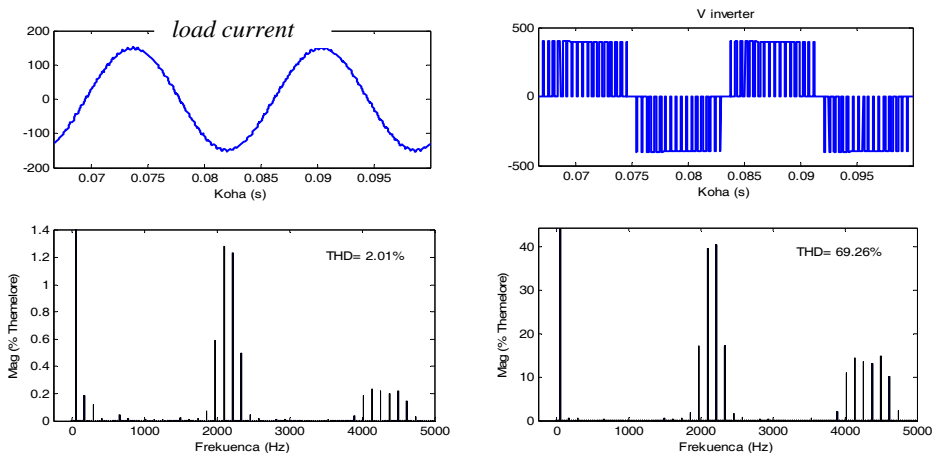 load current
200
100
0
-100
-200
0.07 0.075 0.08 0.085 0.09 0.095
Koha (s)
V inverter
500
0
-500
0.07 0.075 0.08 0.085 0.09 0.095
Koha (s)
1.4
1.2
1
0.8
0.6
0.4
0.2
0
THD= 2.01%
Mag (% Themelore)
0 1000 2000 3000 4000 5000
Frekuenca (Hz)
40
30
20
10
0
THD= 69.26%
Mag (% Themelore)
0 1000 2000 3000 4000 5000
Frekuenca (Hz)